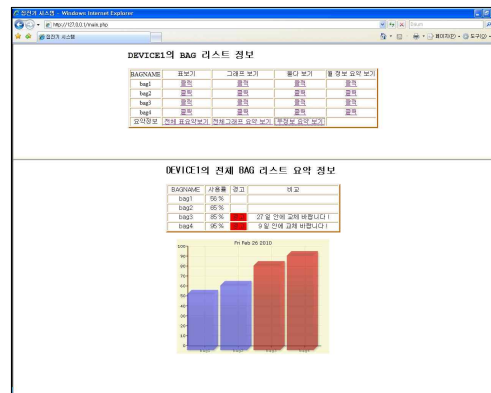 집진기 시스템 - Windows Internet Explorer
http://127.0.0.1/main.php
집진기 시스템
DEVICE1의 BAG 리스트 정보
BAGNAME 표보기 그래프 보기 폴더 보기 월 정보 요약 보기
bag1 클릭 클릭 클릭 클릭
bag2 클릭 클릭 클릭 클릭
bag3 클릭 클릭 클릭 클릭
bag4 클릭 클릭 클릭 클릭
요약정보 전체 표요약보기 전체그래프 요약 보기
DEVICE1의 전체 BAG 리스트 요약 정보
BAGNAME 사용률 경고 비고
bag1 56 %
bag2 65 %
bag3 85 % 27 일 안에 교체 바랍니다 !
bag4 95 % 9 일 안에 교체 바랍니다 !
Fri Feb 26 2010
100
90
80
70
60
50
40
30
20
10
0